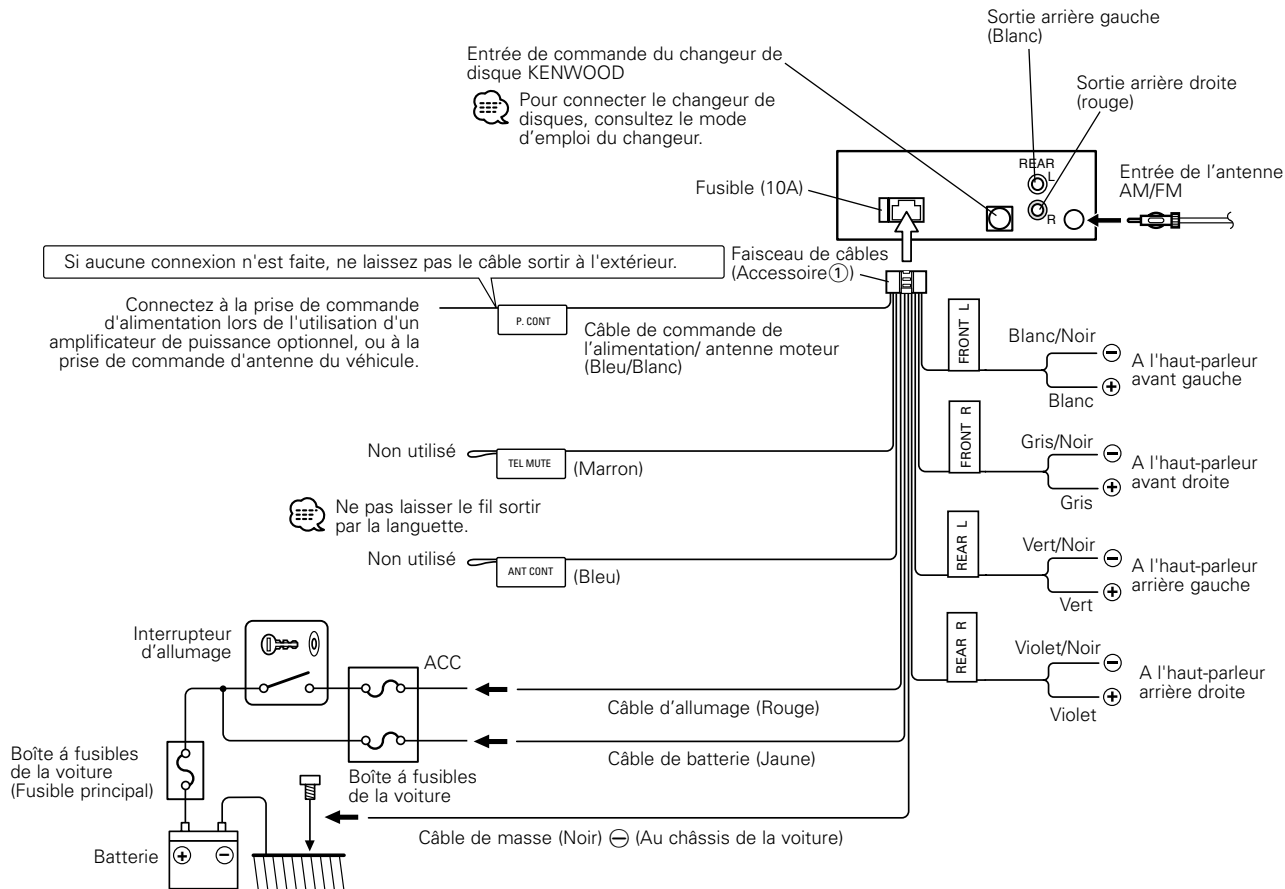 Sortie arrière gauche
(Blanc)
Entrée de commande du changeur de
disque KENWOOD
Sortie arrière droite
(rouge)
Pour connecter le changeur de
disques, consultez le mode
d'emploi du changeur.
REAR
L
R
Entrée de l'antenne
AM/FM
Fusible (10A)
Faisceau de câbles
(Accessoire①)
Si aucune connexion n'est faite, ne laissez pas le câble sortir à l'extérieur.
Connectez à la prise de commande
d'alimentation lors de l'utilisation d'un
amplificateur de puissance optionnel, ou à la
prise de commande d'antenne du véhicule.
P. CONT
Câble de commande de
l'alimentation/ antenne moteur
(Bleu/Blanc)
FRONT L
Blanc/Noir
⊖
Blanc
⊕
A l'haut-parleur
avant gauche
Non utilisé
TEL MUTE
(Marron)
FRONT R
Gris/Noir
⊖
Gris
⊕
A l'haut-parleur
avant droite
Ne pas laisser le fil sortir
par la languette.
Non utilisé
ANT CONT
(Bleu)
REAR L
Vert/Noir
⊖
Vert
⊕
A l'haut-parleur
arrière gauche
Interrupteur
d'allumage
ACC
REAR R
Violet/Noir
⊖
Violet
⊕
A l'haut-parleur
arrière droite
Câble d'allumage (Rouge)
Câble de batterie (Jaune)
Boîte á fusibles
de la voiture
(Fusible principal)
Boîte á fusibles
de la voiture
Câble de masse (Noir) ⊖ (Au châssis de la voiture)
Batterie
⊕ ⊖